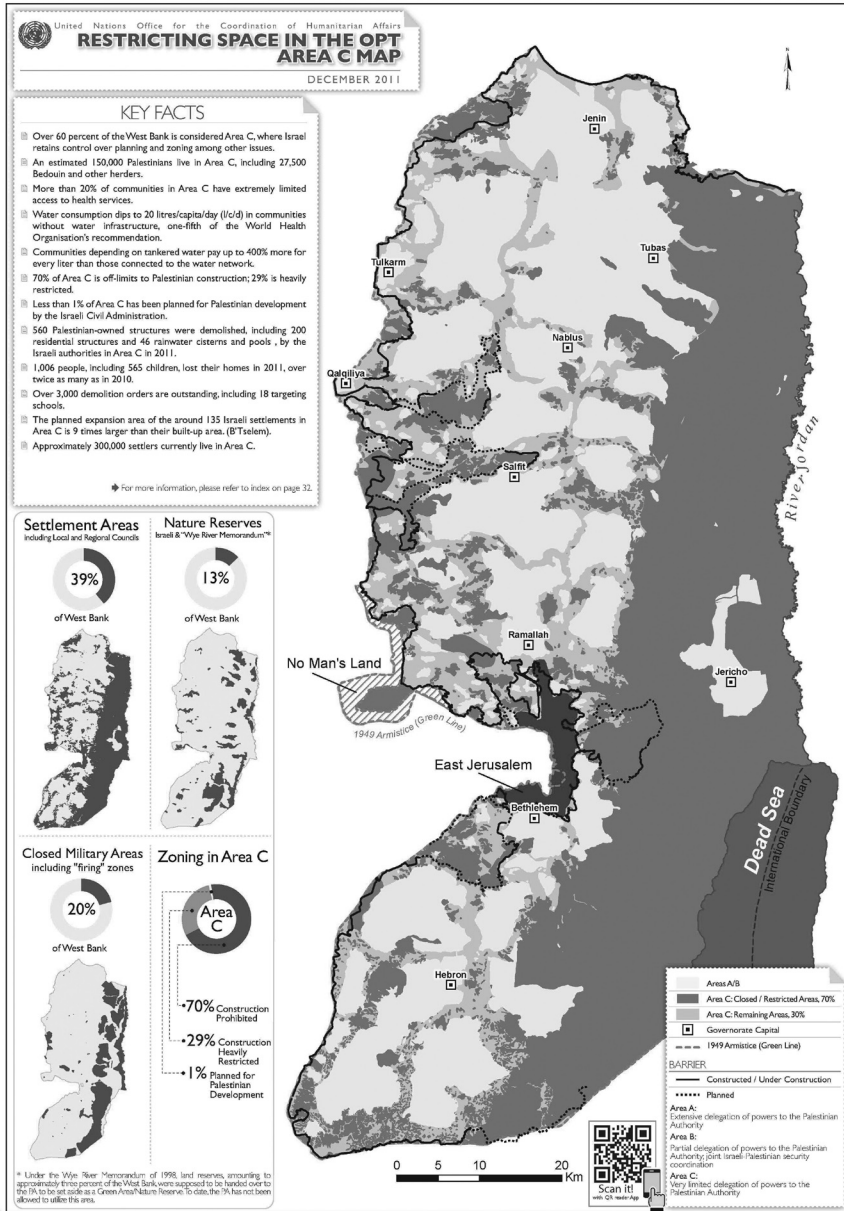 United Nations Office for the Coordination of Humanitarian Affairs
RESTRICTING SPACE IN THE OPT
AREA C MAP
DECEMBER 2011
KEY FACTS
Over 60 percent of the West Bank is considered Area C, where Israel
retains control over planning and zoning among other issues.
An estimated 150,000 Palestinians live in Area C, including 27,500
Bedouin and other herders.
More than 20% of communities in Area C have extremely limited
access to health services.
Water consumption dips to 20 litres/capita/day (l/c/d) in communities
without water infrastructure, one-fifth of the World Health
Organisation's recommendation.
Communities depending on tankered water pay up to 400% more for
every liter than those connected to the water network.
70% of Area C is off-limits to Palestinian construction; 29% is heavily
restricted.
Less than 1% of Area C has been planned for Palestinian development
by the Israeli Civil Administration.
560 Palestinian-owned structures were demolished, including 200
residential structures and 46 rainwater cisterns and pools , by the
Israeli authorities in Area C in 2011.
1,006 people, including 565 children, lost their homes in 2011, over
twice as many as in 2010.
Over 3,000 demolition orders are outstanding, including 18 targeting
schools.
The planned expansion area of the around 135 Israeli settlements in
Area C is 9 times larger than their built-up area. (B'Tselem).
Approximately 300,000 settlers currently live in Area C.
For more information, please refer to index on page 32.
Settlement Areas
including Local and Regional Councils
39%
of West Bank
Nature Reserves
Israeli & "Wye River Memorandum"*
13%
of West Bank
Closed Military Areas
including "firing" zones
20%
of West Bank
Zoning in Area C
Area
C
70% Construction
Prohibited
29% Construction
Heavily
Restricted
1% Planned for
Palestinian
Development
* Under the Wye River Memorandum of 1998, land reserves, amounting to
approximately three percent of the West Bank, were supposed to be handed over to
the PA to be set aside as a Green Area/Nature Reserve. To date, the PA has not been
allowed to utilize this area.
N
Jenin
Tubas
Tulkarm
Nablus
Qalqiliya
Salfit
River Jordan
Ramallah
Jericho
No Man's Land
1949 Armistice (Green Line)
East Jerusalem
Bethlehem
Dead Sea
International Boundary
Hebron
0 5 10 20
Km
Scan it!
with QR reader App
Areas A/B
Area C: Closed / Restricted Areas, 70%
Area C: Remaining Areas, 30%
Governorate Capital
1949 Armistice (Green Line)
BARRIER
Constructed / Under Construction
Planned
Area A:
Extensive delegation of powers to the Palestinian
Authority
Area B:
Partial delegation of powers to the Palestinian
Authority; joint Israeli-Palestinian security
coordination
Area C:
Very limited delegation of powers to the
Palestinian Authority